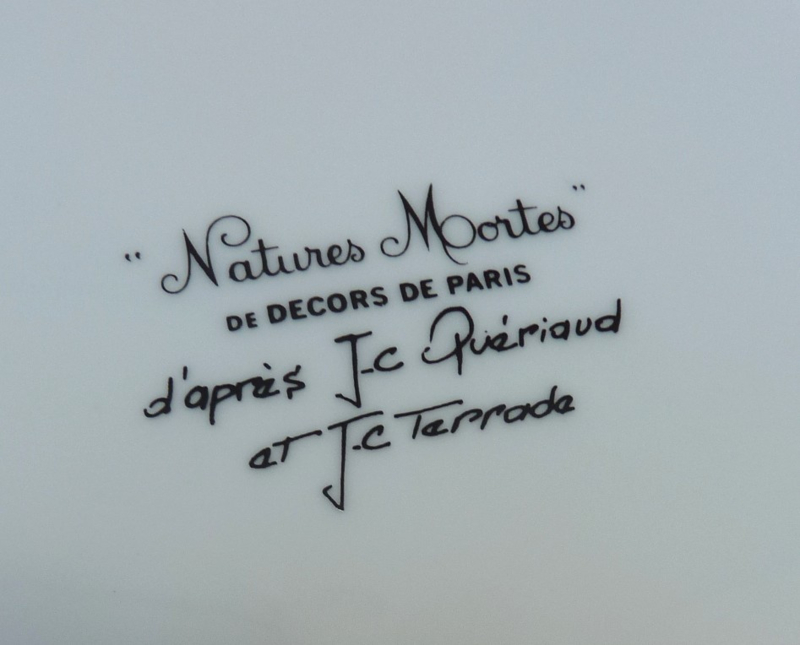 "Natures Mortes"
DE DECORS DE PARIS
d'après J-C Quériaud
et J-C Terrade